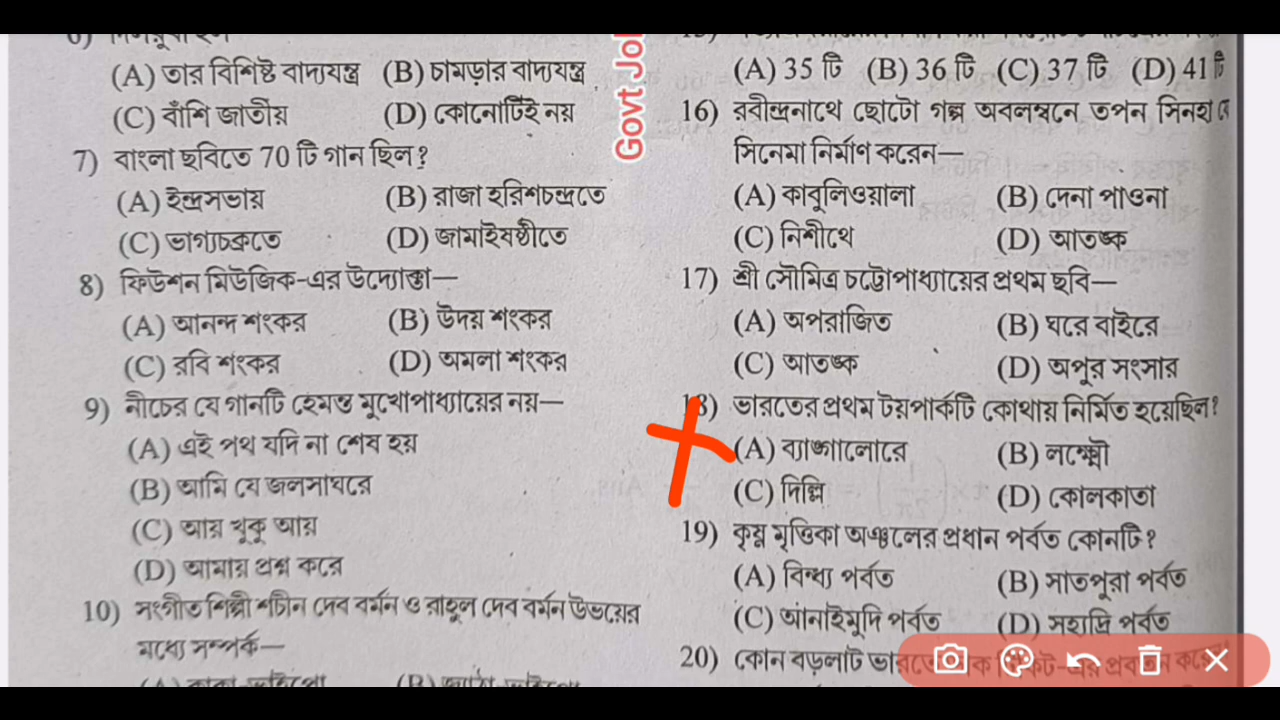 (A) তার বিশিষ্ট বাদ্যযন্ত্র (B) চামড়ার বাদ্যযন্ত্র
(C) বাঁশি জাতীয় (D) কোনোটিই নয়
7) বাংলা ছবিতে 70 টি গান ছিল?
(A) ইন্দ্রসভায় (B) রাজা হরিশচন্দ্রতে
(C) ভাগ্যচক্রতে (D) জামাইষষ্ঠীতে
8) ফিউশন মিউজিক-এর উদ্যোক্তা—
(A) আনন্দ শংকর (B) উদয় শংকর
(C) রবি শংকর (D) অমলা শংকর
9) নীচের যে গানটি হেমন্ত মুখোপাধ্যায়ের নয়—
(A) এই পথ যদি না শেষ হয়
(B) আমি যে জলসাঘরে
(C) আয় খুকু আয়
(D) আমায় প্রশ্ন করে
10) সংগীত শিল্পী শচীন দেব বর্মন ও রাহুল দেব বর্মন উভয়ের
মধ্যে সম্পর্ক—
Govt Jol
(A) 35 টি (B) 36 টি (C) 37 টি (D) 41 টি
16) রবীন্দ্রনাথে ছোটো গল্প অবলম্বনে তপন সিনহা
সিনেমা নির্মাণ করেন—
(A) কাবুলিওয়ালা (B) দেনা পাওনা
(C) নিশীথে (D) আতঙ্ক
17) শ্রী সৌমিত্র চট্টোপাধ্যায়ের প্রথম ছবি—
(A) অপরাজিত (B) ঘরে বাইরে
(C) আতঙ্ক (D) অপুর সংসার
18) ভারতের প্রথম টয়পার্কটি কোথায় নির্মিত হয়েছিল?
(A) ব্যাঙ্গালোরে (B) লক্ষ্ণৌ
(C) দিল্লি (D) কোলকাতা
19) কৃষ্ণ মৃত্তিকা অঞ্চলের প্রধান পর্বত কোনটি?
(A) বিন্ধ্য পর্বত (B) সাতপুরা পর্বত
(C) আনাইমুদি পর্বত (D) সহ্যাদ্রি পর্বত
20) কোন বড়লাট